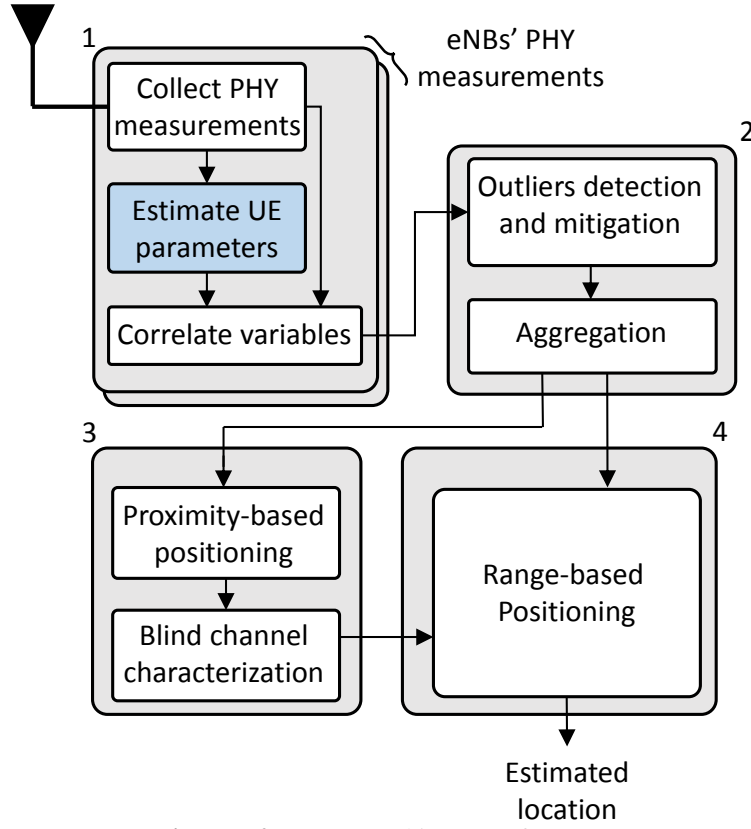 1
eNBs' PHY
measurements
Collect PHY
measurements
Estimate UE
parameters
Correlate variables
2
Outliers detection
and mitigation
Aggregation
3
Proximity-based
positioning
Blind channel
characterization
4
Range-based
Positioning
Estimated
location